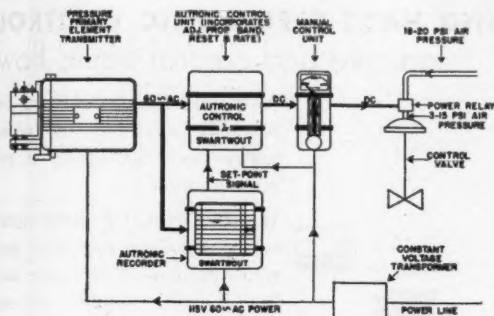 PRESSURE
PRIMARY
ELEMENT
TRANSMITTER
AUTRONIC CONTROL
UNIT (INCORPORATES
ADJ. PROP. BAND,
RESET & RATE)
MANUAL
CONTROL
UNIT
18-20 PSI AIR
PRESSURE
60~ AC
AUTRONIC
CONTROL
SWARTWOUT
DC
DC
POWER RELAY
3-15 PSI AIR
PRESSURE
CONTROL
VALVE
SET-POINT
SIGNAL
AUTRONIC
RECORDER
SWARTWOUT
CONSTANT
VOLTAGE
TRANSFORMER
115V 60~ AC POWER
POWER LINE